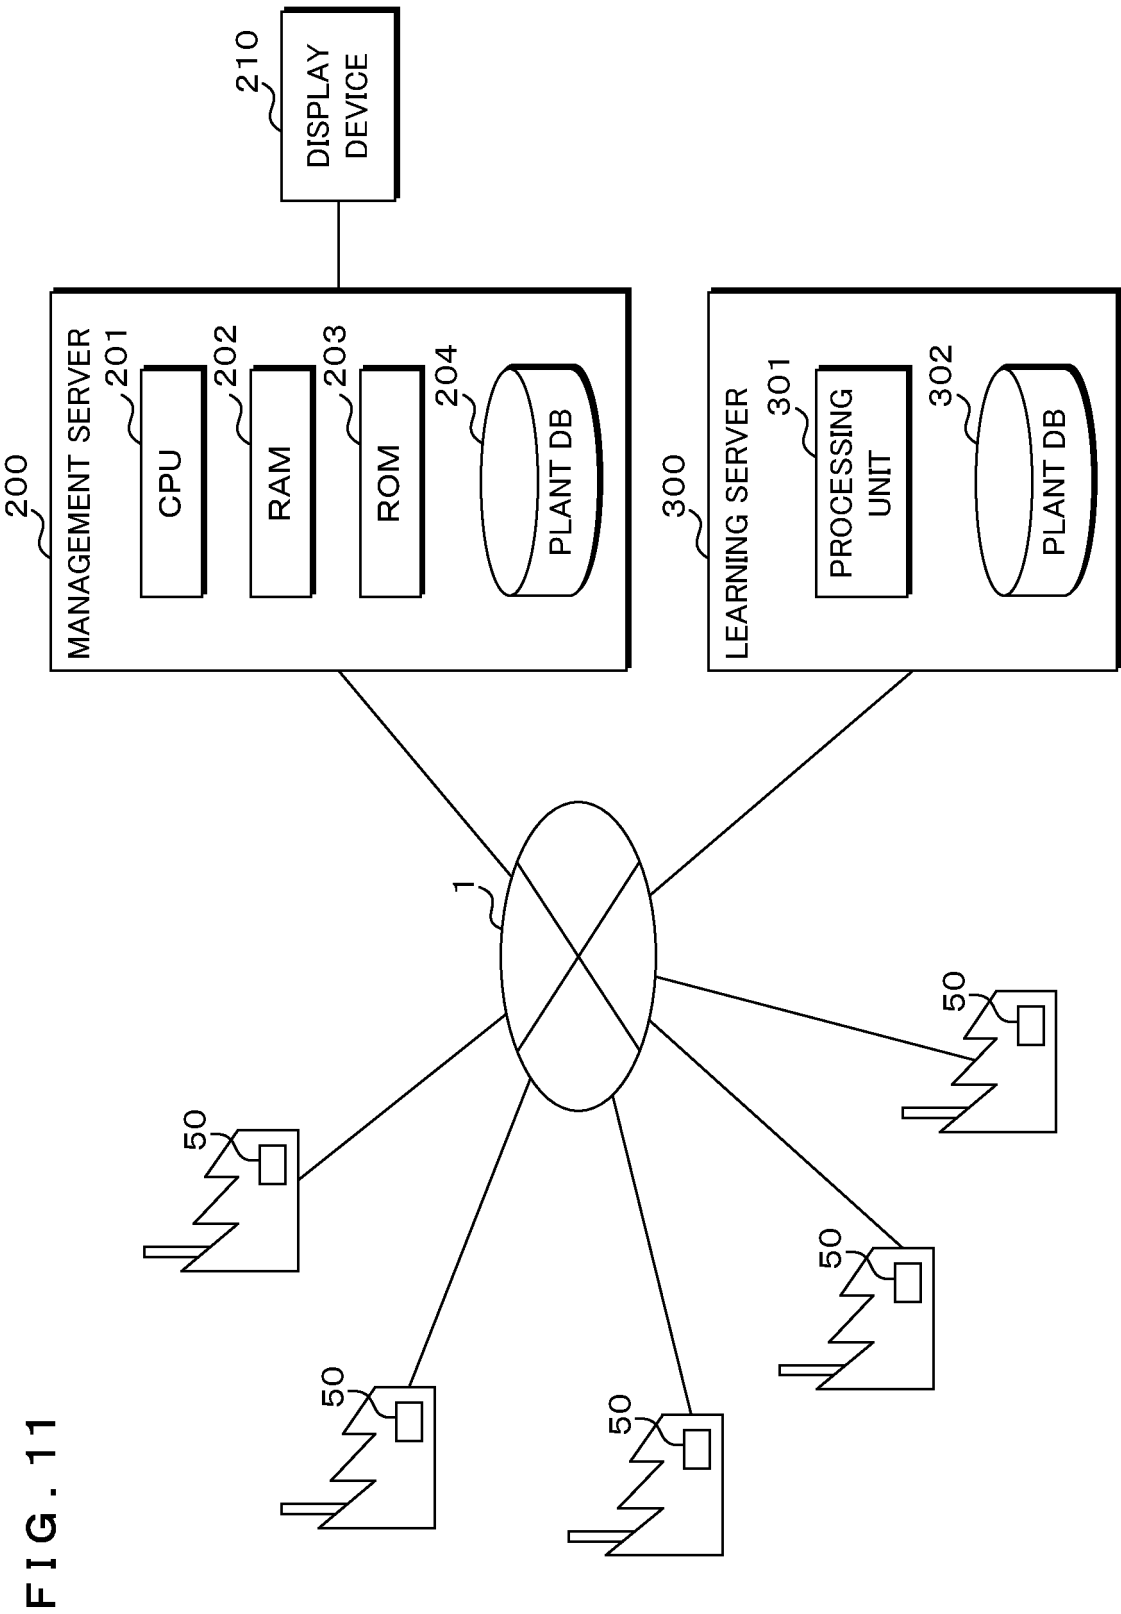 FIG. 11
50
50
50
50
50
1
200
MANAGEMENT SERVER
201
CPU
202
RAM
203
ROM
204
PLANT DB
210
DISPLAY
DEVICE
300
LEARNING SERVER
301
PROCESSING
UNIT
302
PLANT DB